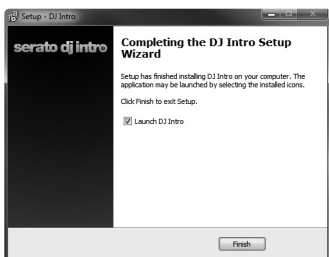 Setup - DJ Intro
serato dj intro
Completing the DJ Intro Setup
Wizard
Setup has finished installing DJ Intro on your computer. The
application may be launched by selecting the installed icons.
Click Finish to exit Setup.
Launch DJ Intro
Finish